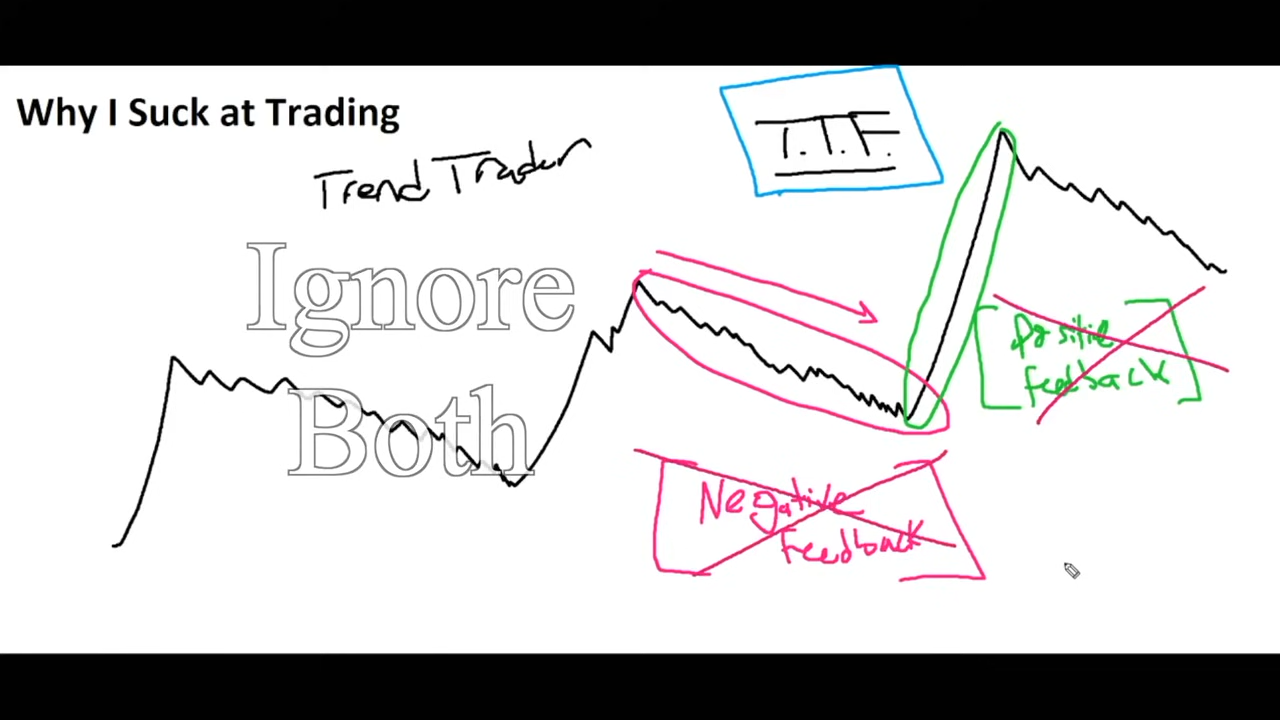 Why I Suck at Trading
Trend Trader
T.T.F.
Ignore
Both
Positive
feedback
Negative
Feedback